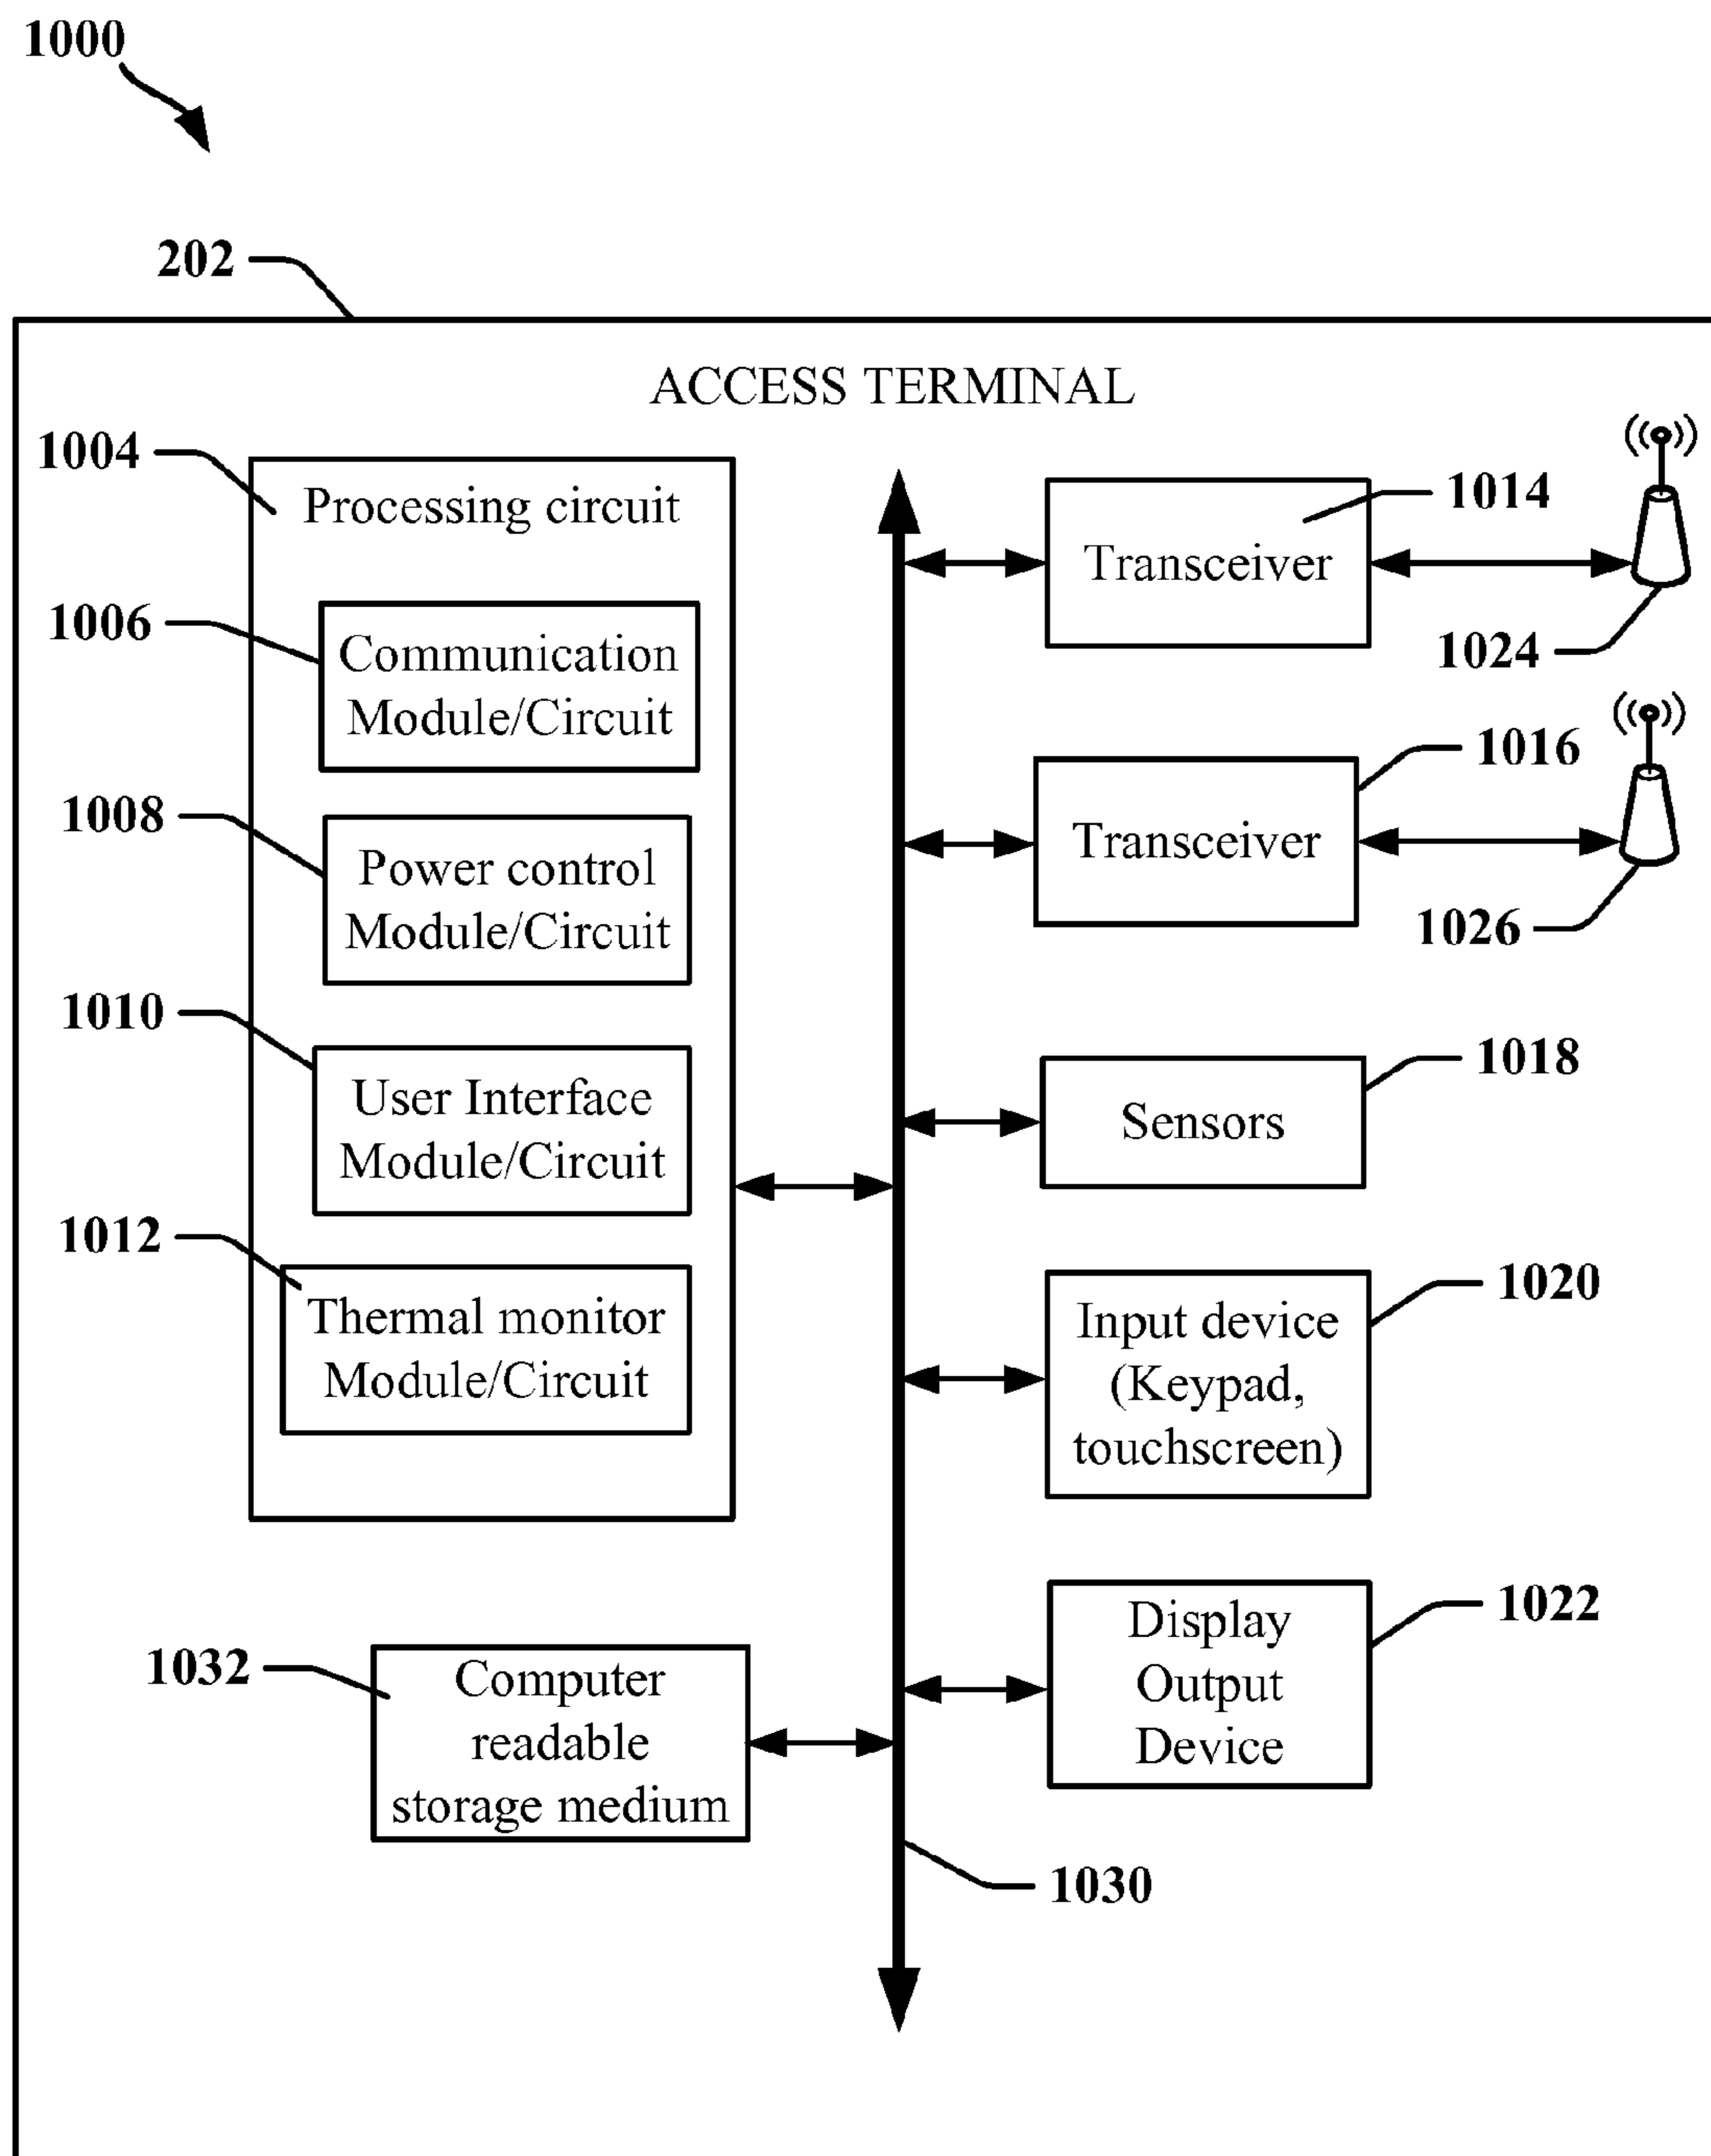 1000
202
ACCESS TERMINAL
1004
Processing circuit
1006
Communication
Module/Circuit
1008
Power control
Module/Circuit
1010
User Interface
Module/Circuit
1012
Thermal monitor
Module/Circuit
1032
Computer
readable
storage medium
1014
Transceiver
1024
1016
Transceiver
1026
1018
Sensors
1020
Input device
(Keypad,
touchscreen)
1022
Display
Output
Device
1030